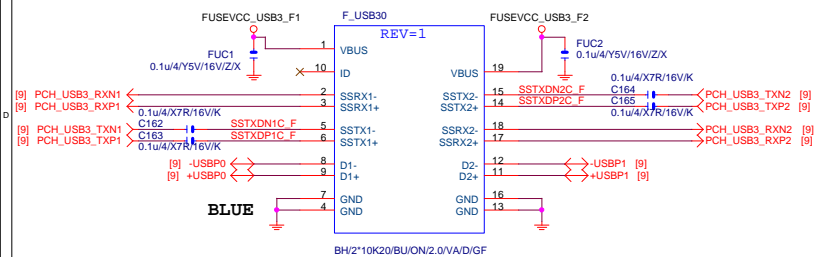 FUSEVCC_USB3_F1 F_USB30 FUSEVCC_USB3_F2
REV=1
FUC1 1 VBUS FUC2
0.1u/4/Y5V/16V/Z/X 0.1u/4/Y5V/16V/Z/X
10 ID VBUS 19
0.1u/4/X7R/16V/K
[9] PCH_USB3_RXN1 2 SSRX1- SSTX2- 15 SSTXDN2C_F C164 PCH_USB3_TXN2 [9]
[9] PCH_USB3_RXP1 3 SSRX1+ SSTX2+ 14 SSTXDP2C_F C165 PCH_USB3_TXP2 [9]
0.1u/4/X7R/16V/K 0.1u/4/X7R/16V/K
D
[9] PCH_USB3_TXN1 C162 SSTXDN1C_F 5 SSTX1- SSRX2- 18 PCH_USB3_RXN2 [9]
[9] PCH_USB3_TXP1 C163 SSTXDP1C_F 6 SSTX1+ SSRX2+ 17 PCH_USB3_RXP2 [9]
0.1u/4/X7R/16V/K
[9] -USBP0 8 D1- D2- 12 -USBP1 [9]
[9] +USBP0 9 D1+ D2+ 11 +USBP1 [9]
7 GND GND 16
BLUE 4 GND GND 13
BH/2*10K20/BU/ON/2.0/VA/D/GF